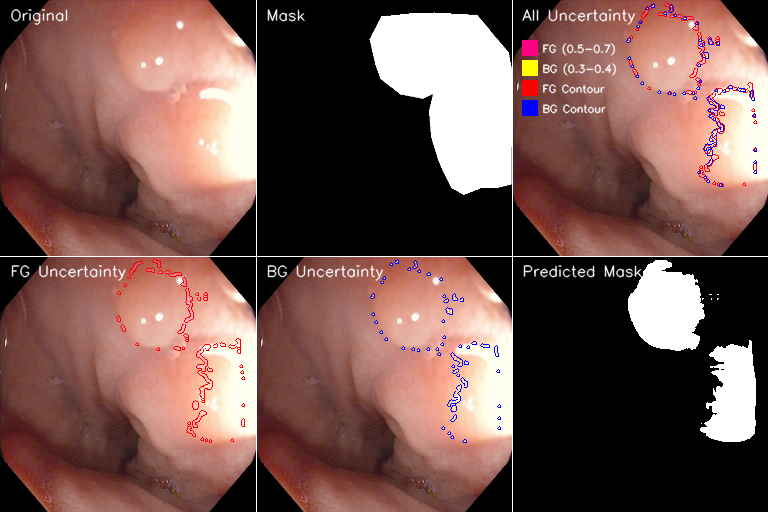 Original
Mask
All Uncertainty
FG (0.5-0.7)
BG (0.3-0.4)
FG Contour
BG Contour
FG Uncertainty
BG Uncertainty
Predicted Mask